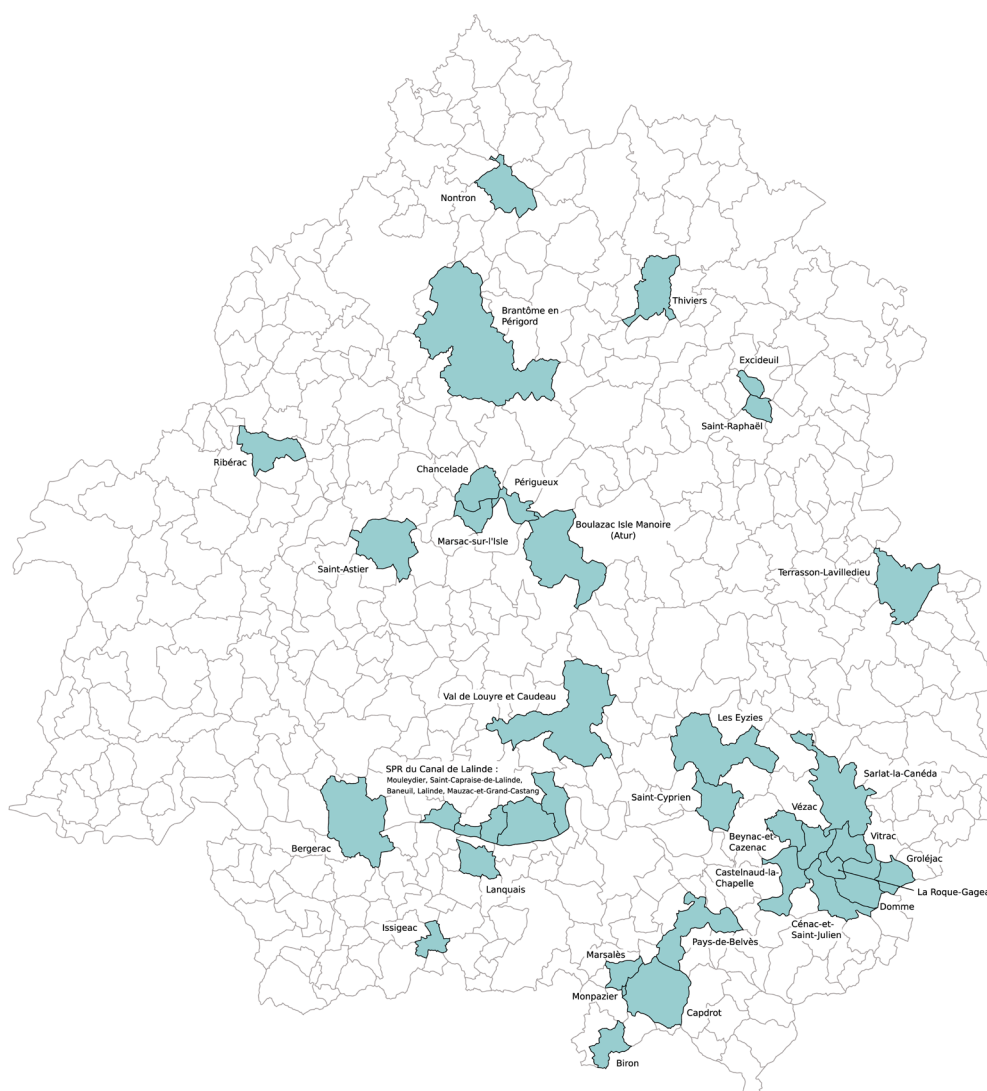 Nontron
Thiviers
Brantôme en
Périgord
Excideuil
Saint-Raphaël
Ribérac
Chancelade
Périgueux
Marsac-sur-l'Isle
Boulazac Isle Manoire
(Atur)
Saint-Astier
Terrasson-Lavilledieu
Val de Louyre et Caudeau
Les Eyzies
SPR du Canal de Lalinde :
Mouleydier, Saint-Capraise-de-Lalinde,
Baneuil, Lalinde, Mauzac-et-Grand-Castang
Sarlat-la-Canéda
Saint-Cyprien
Vézac
Beynac-et-
Cazenac
Vitrac
Bergerac
Groléjac
Castelnaud-la-
Chapelle
Lanquais
La Roque-Gageac
Domme
Cénac-et-
Saint-Julien
Issigeac
Pays-de-Belvès
Marsalès
Monpazier
Capdrot
Biron